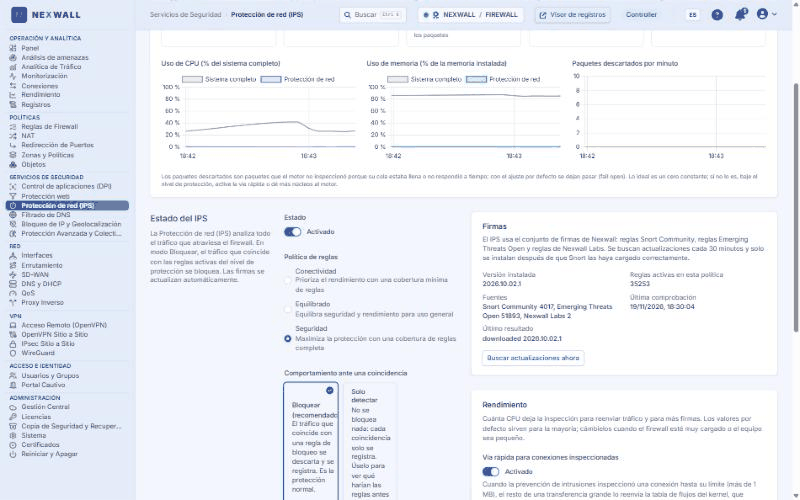 NEXWALL
Servicios de Seguridad › Protección de red (IPS)
Buscar
NEXWALL / FIREWALL
Visor de registros
Controller
ES
OPERACIÓN Y ANALÍTICA
Panel
Análisis de amenazas
Analítica de Tráfico
Monitorización
Conexiones
Rendimiento
Registros
POLÍTICAS
Reglas de Firewall
NAT
Redirección de Puertos
Zonas y Políticas
Objetos
SERVICIOS DE SEGURIDAD
Control de aplicaciones (DPI)
Protección web
Protección de red (IPS)
Filtrado de DNS
Bloqueo de IP y Geolocalización
Protección Avanzada y Colecti...
RED
Interfaces
Enrutamiento
SD-WAN
DNS y DHCP
QoS
Proxy Inverso
VPN
Acceso Remoto (OpenVPN)
OpenVPN Sitio a Sitio
IPsec Sitio a Sitio
WireGuard
ACCESO E IDENTIDAD
Usuarios y Grupos
Portal Cautivo
ADMINISTRACIÓN
Gestión Central
Licencias
Copia de Seguridad y Recuper...
Sistema
Certificados
Reiniciar y Apagar
los paquetes
Uso de CPU (% del sistema completo)
Sistema completo
Protección de red
100 %
80 %
60 %
40 %
20 %
0 %
18:42
18:43
Uso de memoria (% de la memoria instalada)
Sistema completo
Protección de red
100 %
80 %
60 %
40 %
20 %
0 %
18:42
18:43
Paquetes descartados por minuto
10
8
6
4
2
0
18:42
18:43
Los paquetes descartados son paquetes que el motor no inspeccionó porque su cola estaba llena o no respondió a tiempo; con el ajuste por defecto se dejan pasar (fail open). Lo ideal es un cero constante; si no lo es, baje el
nivel de protección, active la vía rápida o dé más núcleos al motor.
Estado del IPS
La Protección de red (IPS) analiza todo
el tráfico que atraviesa el firewall. En
modo Bloquear, el tráfico que coincide
con las reglas activas del nivel de
protección se bloquea. Las firmas se
actualizan automáticamente.
Estado
Activado
Política de reglas
Conectividad
Prioriza el rendimiento con una cobertura mínima
de reglas
Equilibrado
Equilibra seguridad y rendimiento para uso general
Seguridad
Maximiza la protección con una cobertura de reglas
completa
Comportamiento ante una coincidencia
Bloquear
(recomendado
El tráfico que
coincide con
una regla de
bloqueo se
descarta y se
registra. Es la
protección
normal.
Solo
detectar
No se
bloquea
nada: cada
coincidencia
solo se
registra.
Úselo para
ver qué
harían las
reglas antes
Firmas
El IPS usa el conjunto de firmas de Nexwall: reglas Snort Community, reglas Emerging
Threats Open y reglas de Nexwall. Se buscan actualizaciones cada 30 minutos y solo
se instalan después de que Snort las haya cargado correctamente.
Versión instalada
2026.10.02.1
Reglas activas en esta política
35253
Fuentes
Snort Community 4017, Emerging Threats
Open 51893, Nexwall Labs 2
Última comprobación
19/11/2026, 18:30:04
Último resultado
downloaded 2026.10.02.1
Buscar actualizaciones ahora
Rendimiento
Cuánta CPU deja la inspección para reenviar tráfico y para más firmas. Los valores por
defecto sirven para la mayoría; cámbielos cuando el firewall esté muy cargado o el equipo
sea pequeño.
Vía rápida para conexiones inspeccionadas
Activado
Cuando la prevención de intrusiones inspeccionó una conexión hasta su límite (más de 1
MB), el resto de una transferencia grande lo reenvía la tabla de flujos del kernel, que